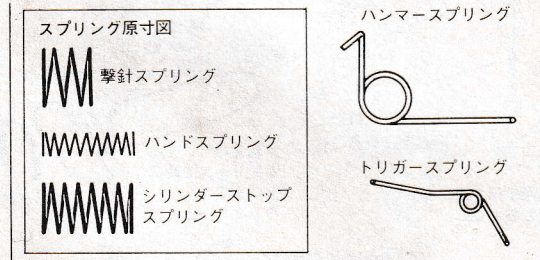 スプリング原寸図
撃針スプリング
ハンドスプリング
シリンダーストップ
スプリング
ハンマースプリング
トリガースプリング